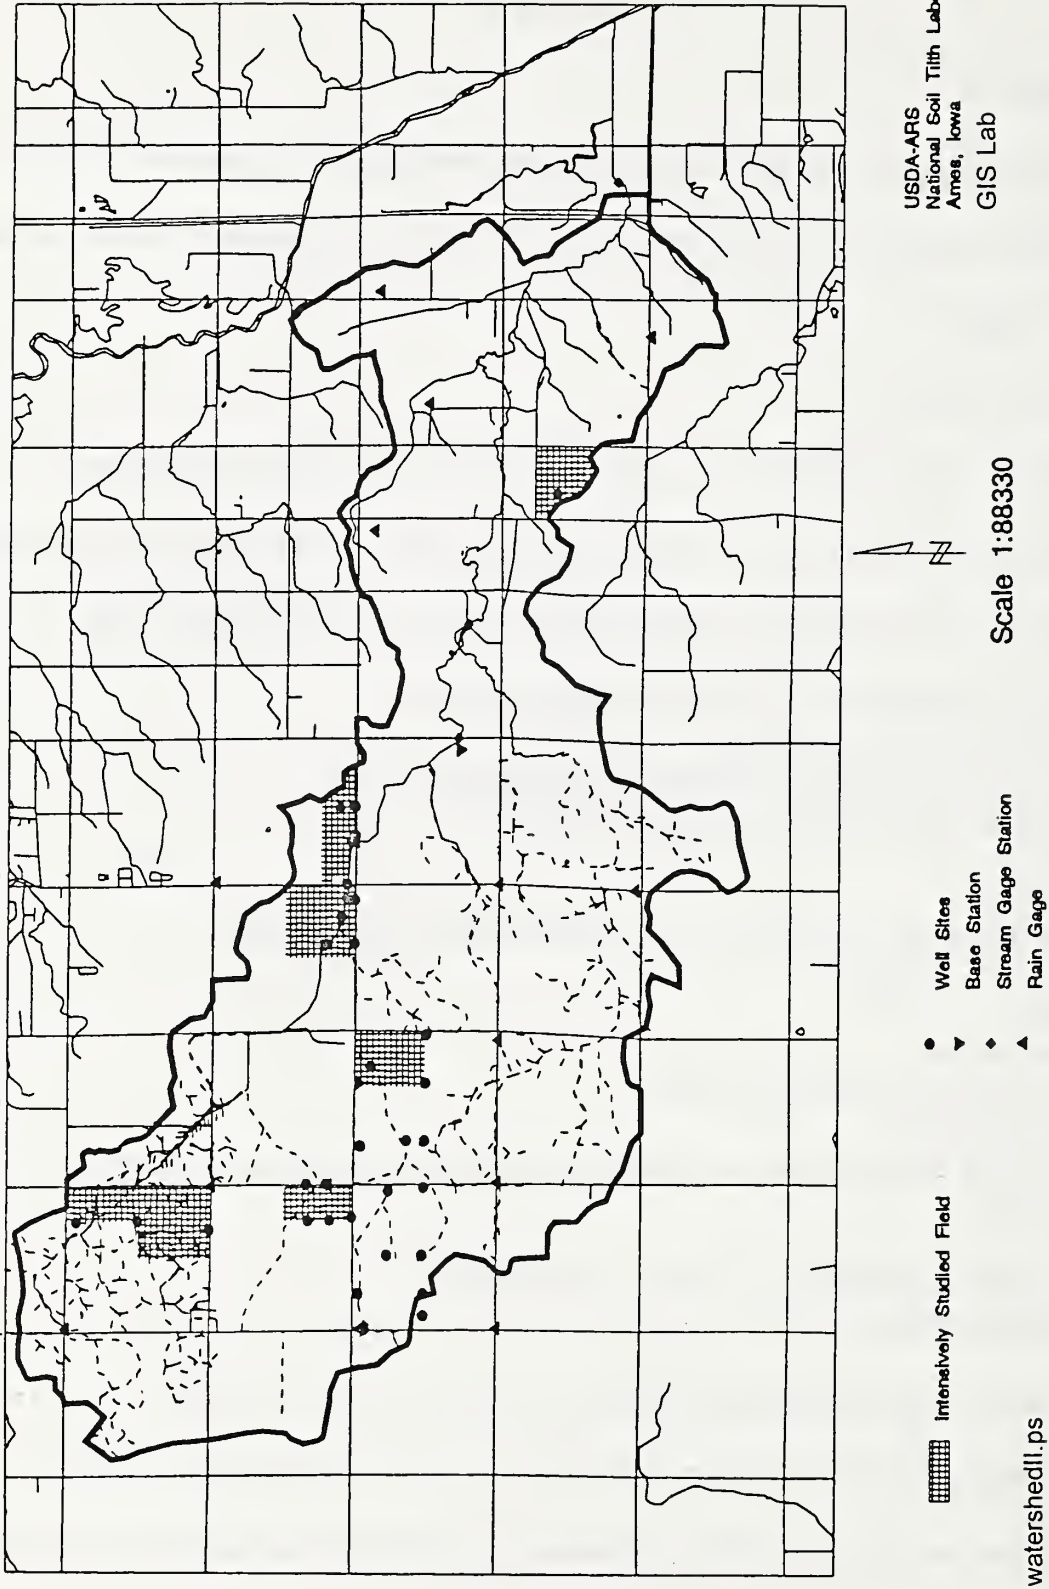 USDA-ARS
National Soil Tilth Lab
Ames, Iowa
GIS Lab
N
Scale 1:88330
Intensively Studied Field
Well Sites
Base Station
Stream Gage Station
Rain Gage
watershedII.ps